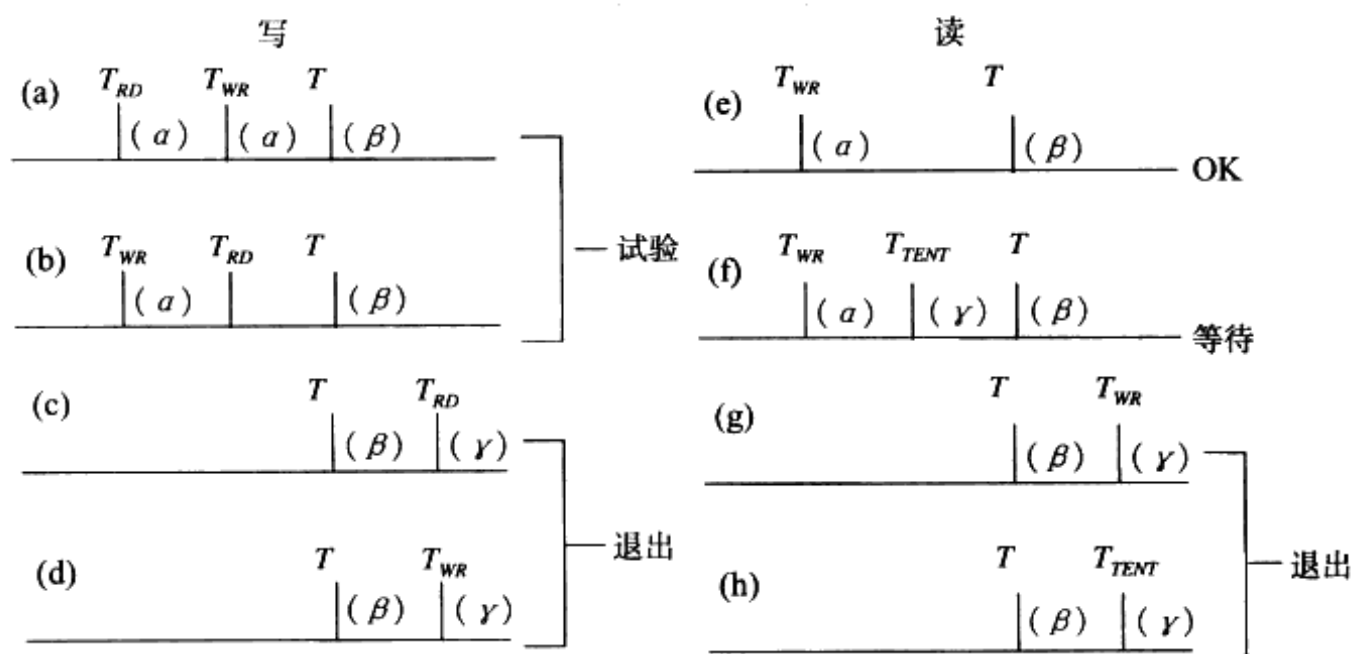 写
(a) T_RD T_WR T
(α) (α) (β)
(b) T_WR T_RD T
(α) (β)
试验
(c) T T_RD
(β) (γ)
(d) T T_WR
(β) (γ)
退出
读
(e) T_WR T
(α) (β)
OK
(f) T_WR T_TENT T
(α) (γ) (β)
等待
(g) T T_WR
(β) (γ)
(h) T T_TENT
(β) (γ)
退出